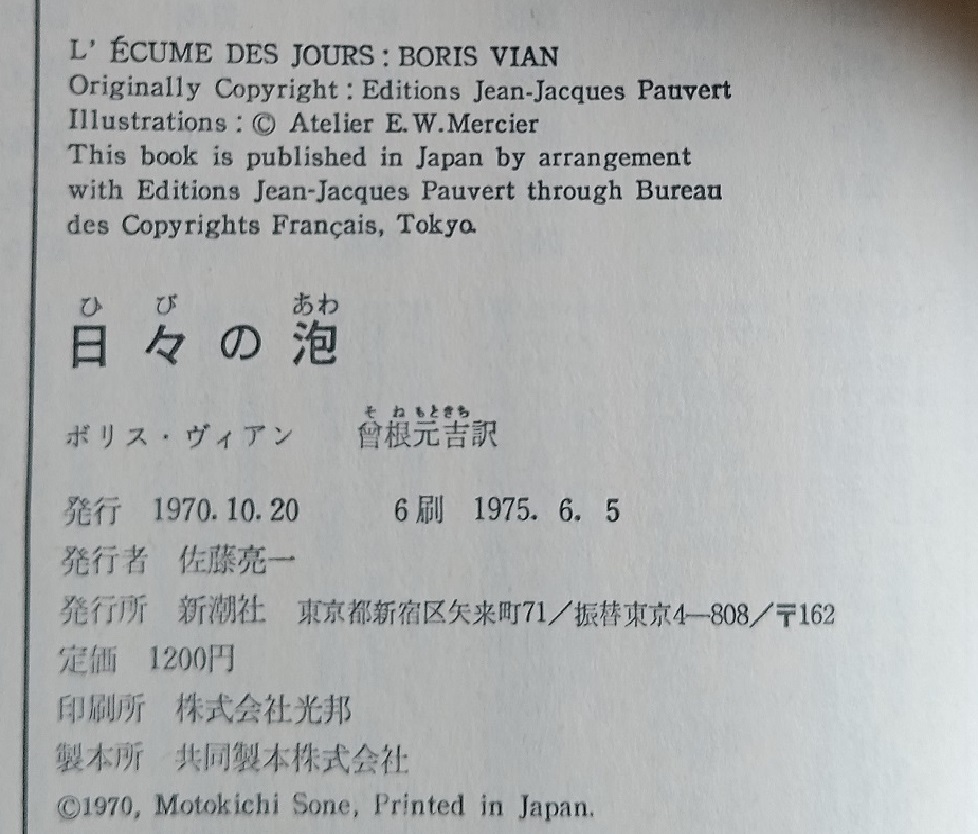 L' ÉCUME DES JOURS : BORIS VIAN
Originally Copyright : Editions Jean-Jacques Pauvert
Illustrations : © Atelier E.W.Mercier
This book is published in Japan by arrangement
with Editions Jean-Jacques Pauvert through Bureau
des Copyrights Français, Tokyo.
ひ び あわ
日々の泡
そ ね もときち
ボリス・ヴィアン 曾根元吉訳
発行 1970.10.20 6刷 1975. 6. 5
発行者 佐藤亮一
発行所 新潮社 東京都新宿区矢来町71／振替東京4—808／〒162
定価 1200円
印刷所 株式会社光邦
製本所 共同製本株式会社
©1970, Motokichi Sone, Printed in Japan.